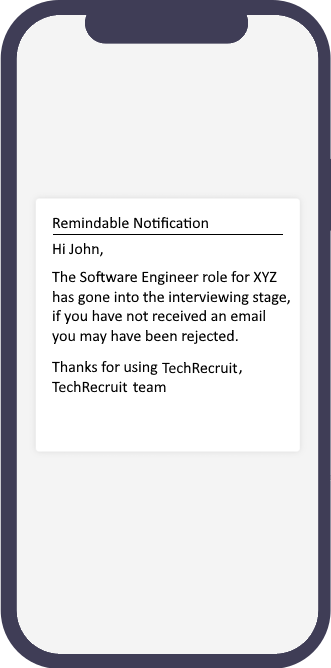 Remindable Notification
Hi John,
The Software Engineer role for XYZ
has gone into the interviewing stage,
if you have not received an email
you may have been rejected.
Thanks for using TechRecruit,
TechRecruit team